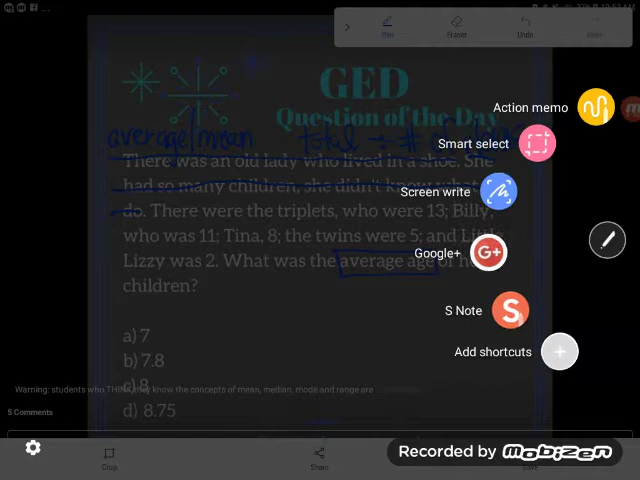 Pen
Eraser
Undo
Redo
GED
Question of the Day
average/mean total ÷ #
There was an old lady who lived in a shoe. She
had so many children, she didn't know what
do. There were the triplets, who were 13; Billy,
who was 11; Tina, 8; the twins were 5; and Little
Lizzy was 2. What was the average age of
children?
a) 7
b) 7.8
c) 8
d) 8.75
Action memo
Smart select
Screen write
Google+
G+
S Note
S
Add shortcuts
Warning: students who THINK they know the concepts of mean, median, mode and range are
5 Comments
Crop
Share
Save
Recorded by MOBIZEN